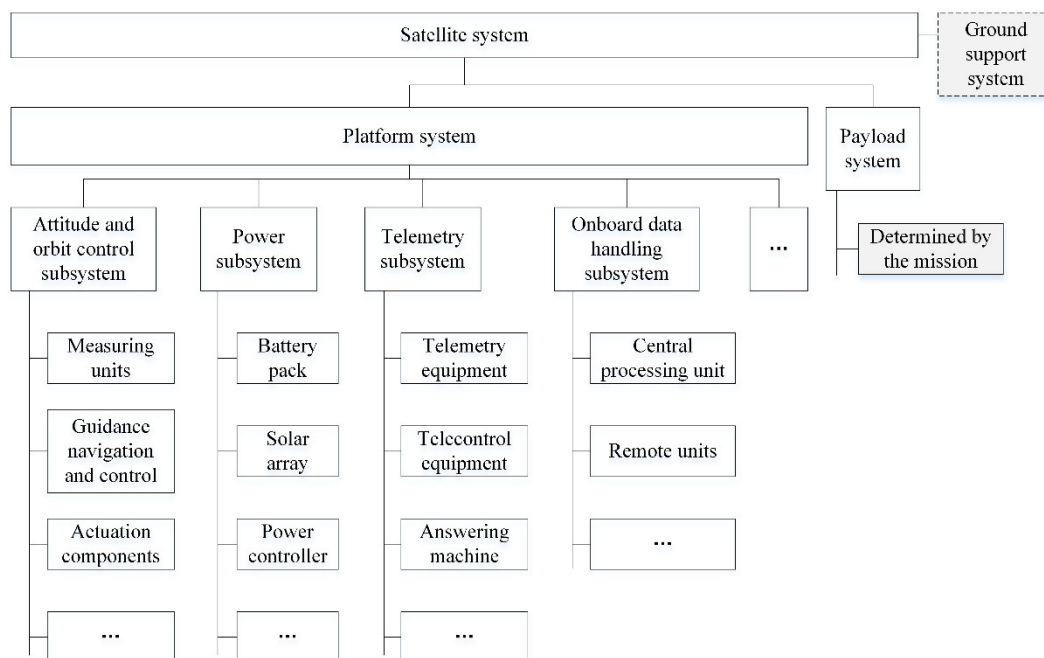 Satellite system
Ground
support
system
Platform system
Payload
system
Attitude and
orbit control
subsystem
Power
subsystem
Telemetry
subsystem
Onboard data
handling
subsystem
...
Determined by
the mission
Measuring
units
Battery
pack
Telemetry
equipment
Central
processing unit
Guidance
navigation
and control
Solar
array
Telecontrol
equipment
Remote units
Actuation
components
Power
controller
Answering
machine
...
...
...
...